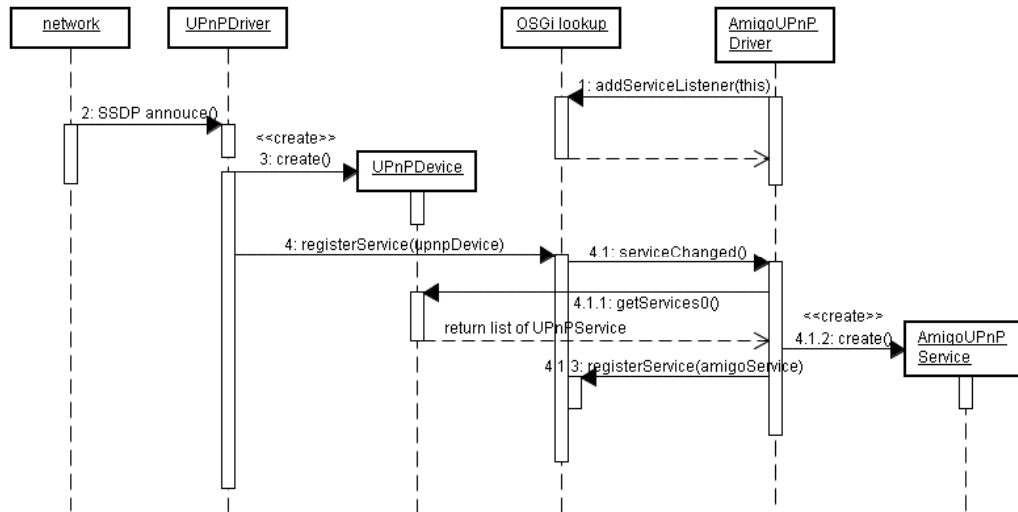 network
UPnPDriver
OSGi lookup
AmigoUPnP
Driver
1: addServiceListener(this)
2: SSDP annouce()
<<create>>
3: create()
UPnPDevice
4: registerService(upnpDevice)
4.1: serviceChanged()
4.1.1: getServices0()
<<create>>
return list of UPnPService
4.1.2: create()
AmigoUPnP
Service
4.1.3: registerService(amigoService)